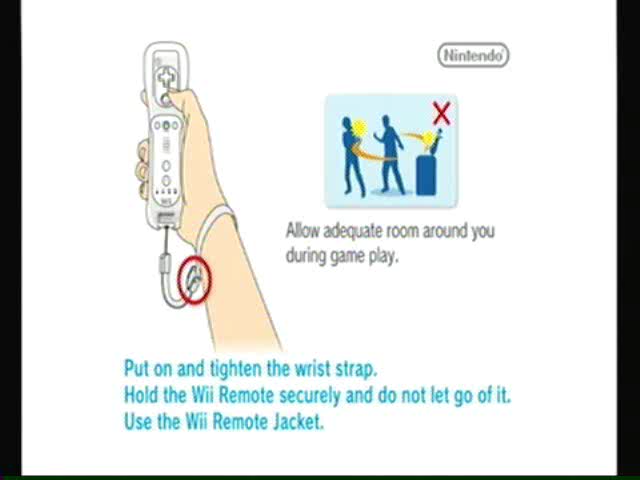 Nintendo
Allow adequate room around you
during game play.
Put on and tighten the wrist strap.
Hold the Wii Remote securely and do not let go of it.
Use the Wii Remote Jacket.